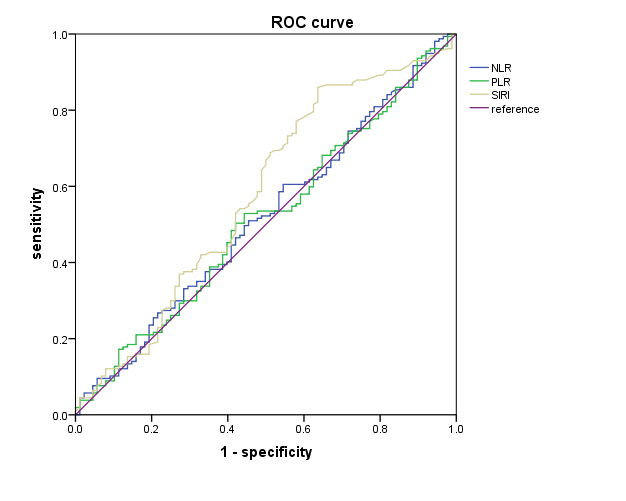 ROC curve
1.0
0.8
0.6
0.4
0.2
0.0
sensitivity
0.0 0.2 0.4 0.6 0.8 1.0
1 - specificity
NLR
PLR
SIRI
reference